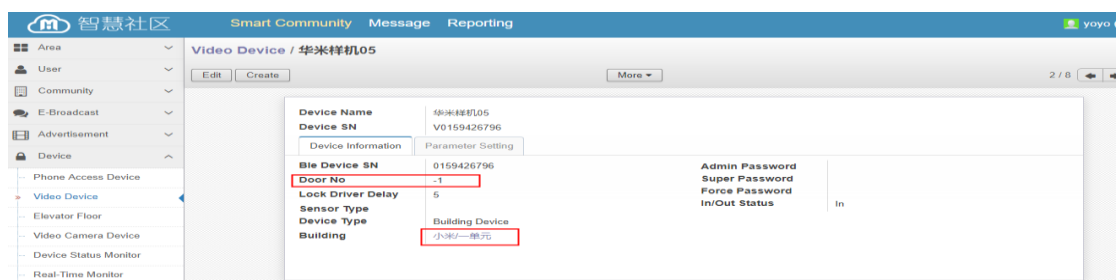 智慧社区 Smart Community Message Reporting yoyo
Area
Video Device / 华米样机05
User
Edit Create More 2 / 8
Community
E-Broadcast
Device Name 华米样机05
Device SN V0159426796
Advertisement
Device Information Parameter Setting
Device
Ble Device SN 0159426796 Admin Password
Phone Access Device
Door No -1 Super Password
Lock Driver Delay 5 Force Password
Video Device
Sensor Type In/Out Status In
Elevator Floor
Device Type Building Device
Building 小米/一单元
Video Camera Device
Device Status Monitor
Real-Time Monitor